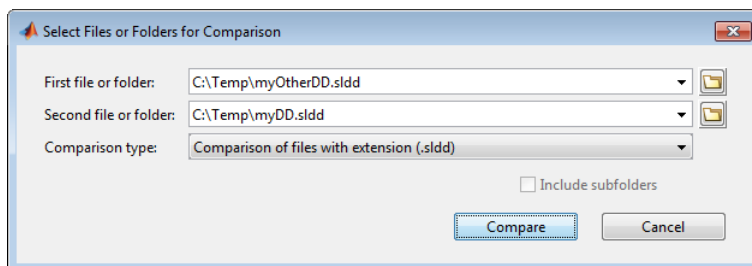 Select Files or Folders for Comparison
First file or folder: C:\Temp\myOtherDD.sldd
Second file or folder: C:\Temp\myDD.sldd
Comparison type: Comparison of files with extension (.sldd)
Include subfolders
Compare Cancel